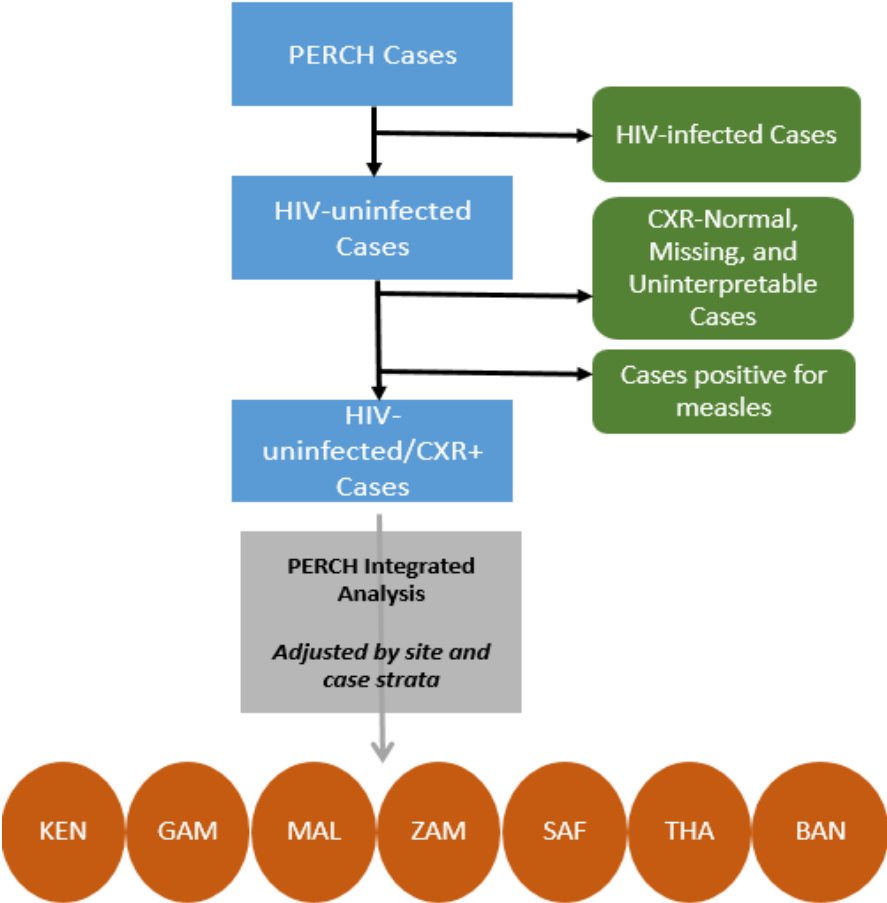 PERCH Cases
HIV-infected Cases
HIV-uninfected
Cases
CXR-Normal,
Missing, and
Uninterpretable
Cases
Cases positive for
measles
HIV-
uninfected/CXR+
Cases
PERCH Integrated
Analysis
Adjusted by site and
case strata
KEN GAM MAL ZAM SAF THA BAN